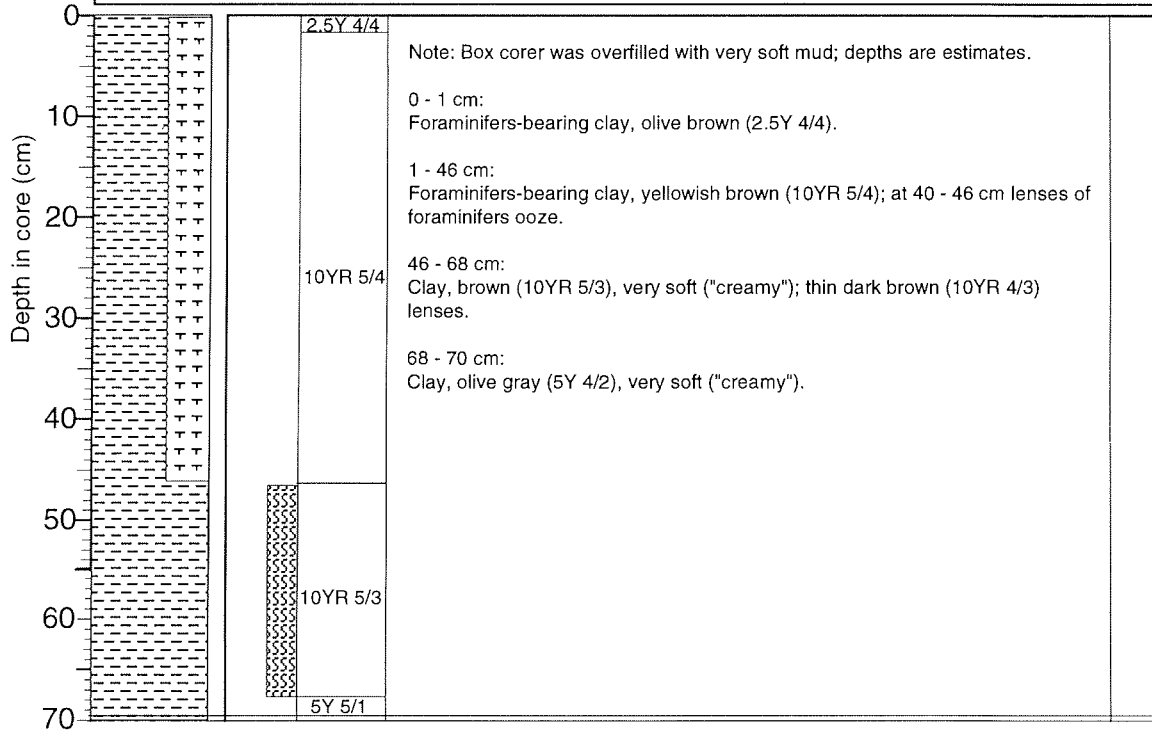 0
10
20
30
40
50
60
70
Depth in core (cm)
2.5Y 4/4
10YR 5/4
10YR 5/3
5Y 5/1
Note: Box corer was overfilled with very soft mud; depths are estimates.
0 - 1 cm:
Foraminifers-bearing clay, olive brown (2.5Y 4/4).
1 - 46 cm:
Foraminifers-bearing clay, yellowish brown (10YR 5/4); at 40 - 46 cm lenses of
foraminifers ooze.
46 - 68 cm:
Clay, brown (10YR 5/3), very soft ("creamy"); thin dark brown (10YR 4/3)
lenses.
68 - 70 cm:
Clay, olive gray (5Y 4/2), very soft ("creamy").